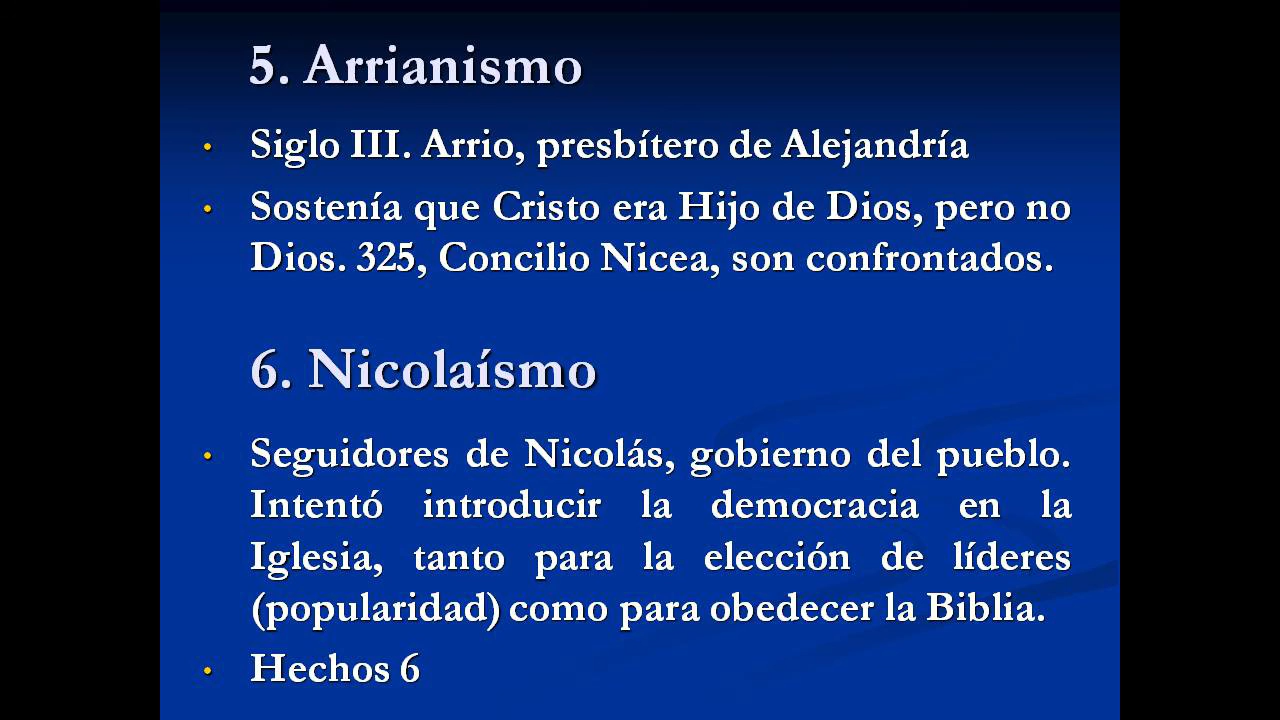 5. Arrianismo
• Siglo III. Arrio, presbítero de Alejandría
• Sostenía que Cristo era Hijo de Dios, pero no
Dios. 325, Concilio Nicea, son confrontados.
6. Nicolaísmo
• Seguidores de Nicolás, gobierno del pueblo.
Intentó introducir la democracia en la
Iglesia, tanto para la elección de líderes
(popularidad) como para obedecer la Biblia.
• Hechos 6